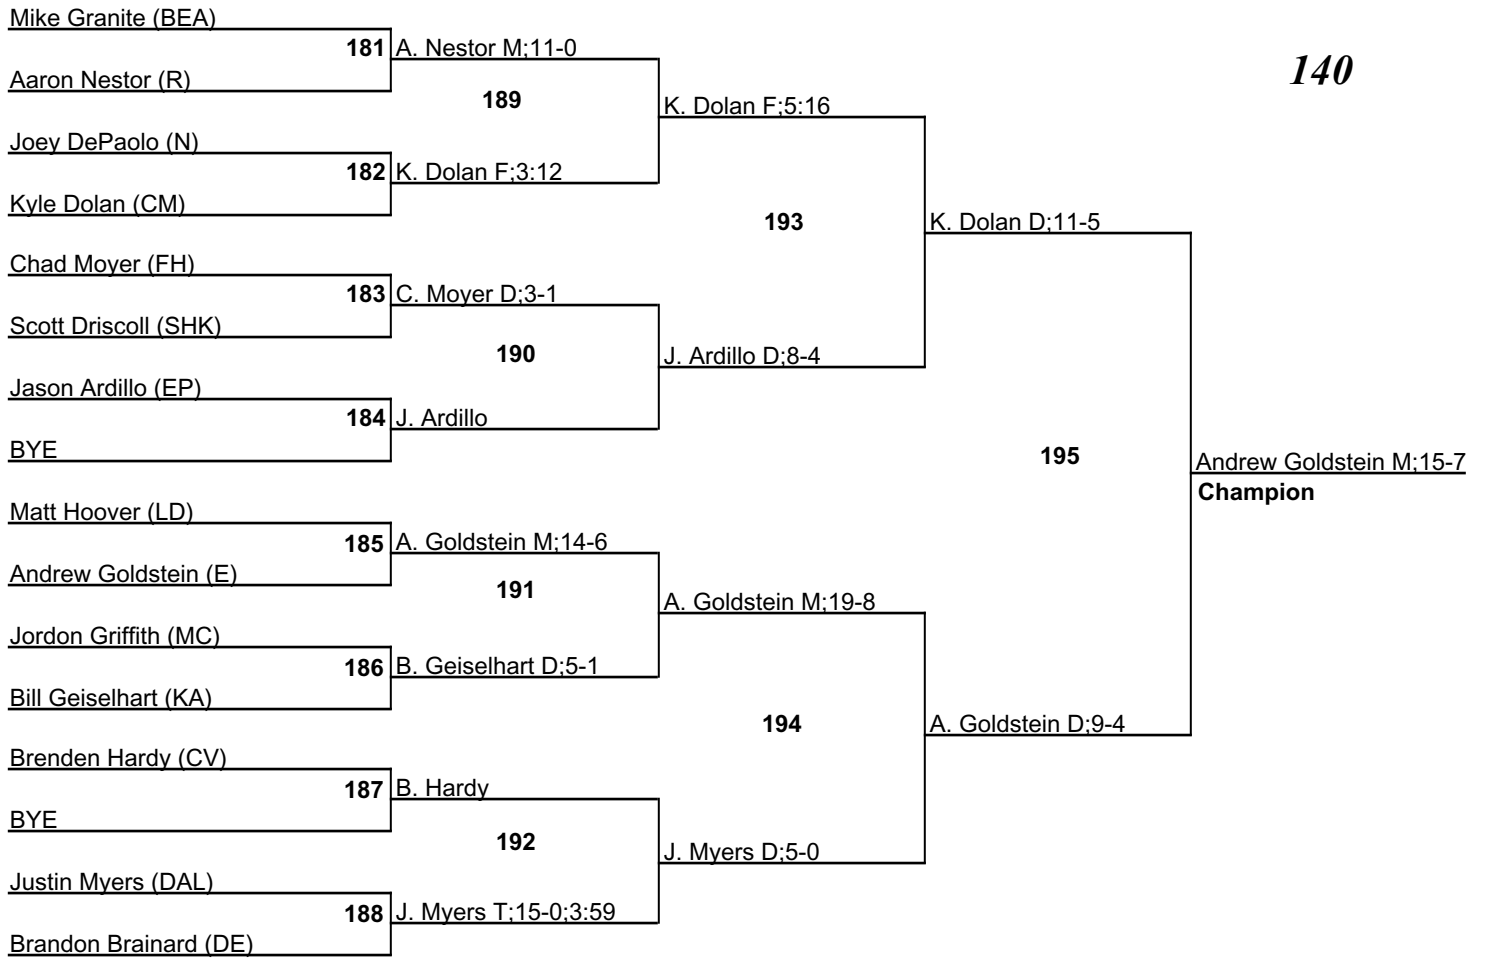 Mike Granite (BEA)
181 A. Nestor M;11-0
140
Aaron Nestor (R)
189
K. Dolan F;5:16
Joey DePaolo (N)
182 K. Dolan F;3:12
Kyle Dolan (CM)
193
K. Dolan D;11-5
Chad Moyer (FH)
183 C. Moyer D;3-1
Scott Driscoll (SHK)
190
J. Ardillo D;8-4
Jason Ardillo (EP)
184 J. Ardillo
BYE
195
Andrew Goldstein M;15-7
Champion
Matt Hoover (LD)
185 A. Goldstein M;14-6
Andrew Goldstein (E)
191
A. Goldstein M;19-8
Jordon Griffith (MC)
186 B. Geiselhart D;5-1
Bill Geiselhart (KA)
194
A. Goldstein D;9-4
Brenden Hardy (CV)
187 B. Hardy
BYE
192
J. Myers D;5-0
Justin Myers (DAL)
188 J. Myers T;15-0;3:59
Brandon Brainard (DE)